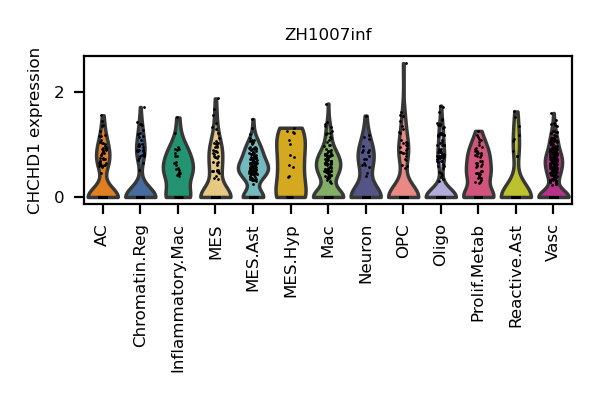 ZH1007inf
CHCHD1 expression
2
0
AC
Chromatin.Reg
Inflammatory.Mac
MES
MES.Ast
MES.Hyp
Mac
Neuron
OPC
Oligo
Prolif.Metab
Reactive.Ast
Vasc